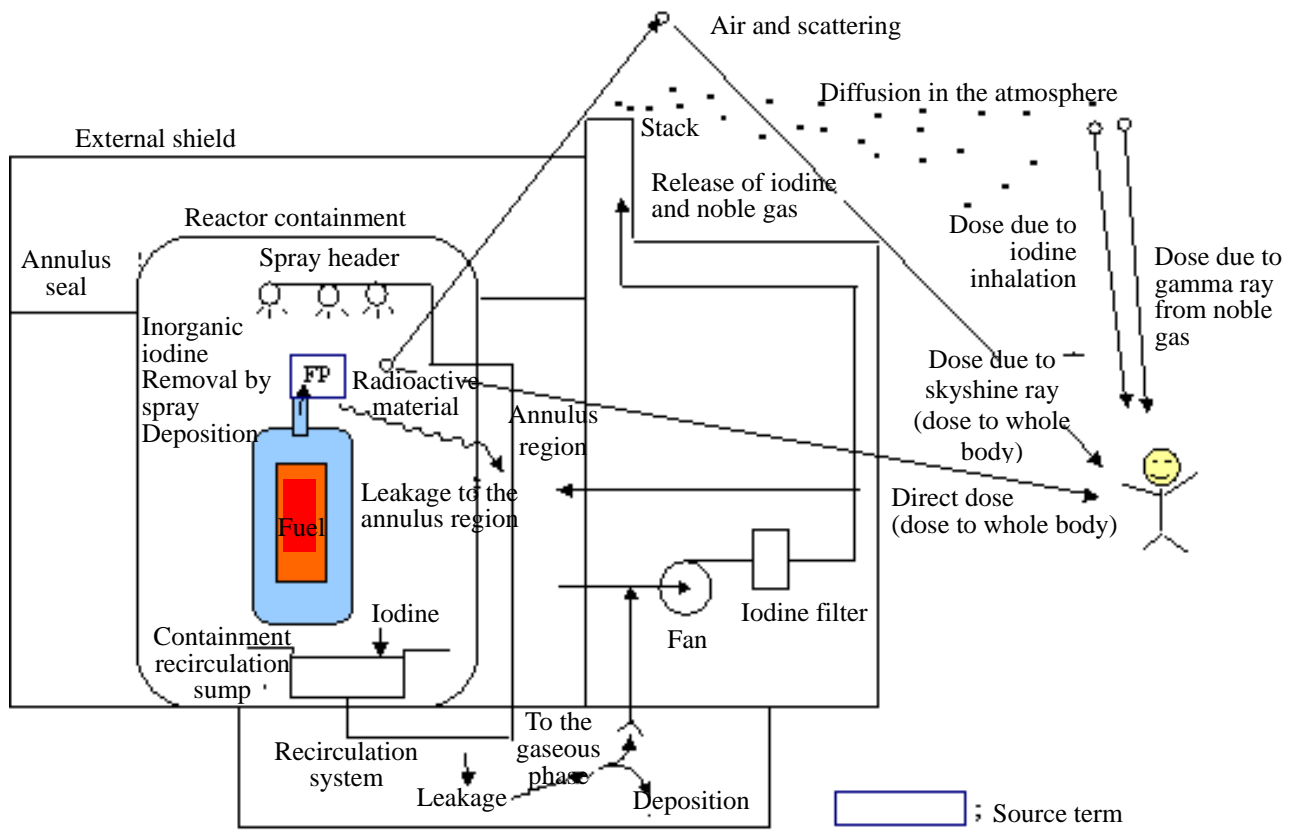 Air and scattering
Diffusion in the atmosphere
Stack
External shield
Release of iodine
and noble gas
Reactor containment
Dose due to
iodine
inhalation
Dose due to
gamma ray
from noble
gas
Annulus
seal
Spray header
Inorganic
iodine
Removal by
spray
Deposition
FP
Radioactive
material
Annulus
region
Dose due to
skyshine ray
(dose to whole
body)
Leakage to the
annulus region
Direct dose
(dose to whole body)
Fuel
Iodine
Iodine filter
Fan
Containment
recirculation
sump
To the
gaseous
phase
Recirculation
system
Leakage
Deposition
; Source term